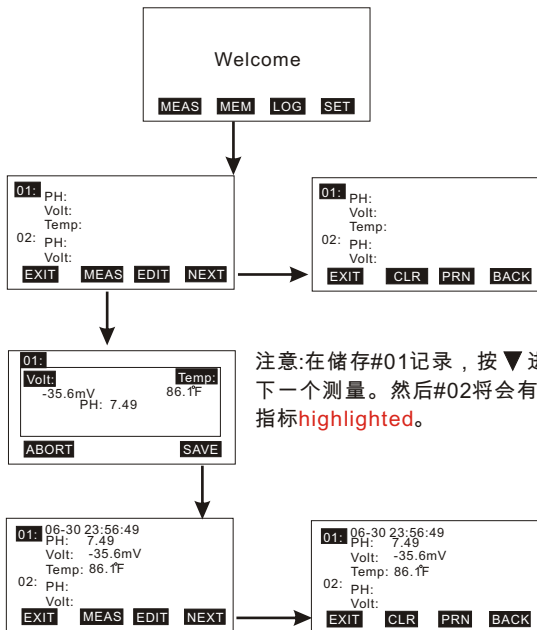 Welcome
MEAS MEM LOG SET
01: PH:
Volt:
Temp:
02: PH:
Volt:
EXIT MEAS EDIT NEXT
01: PH:
Volt:
Temp:
02: PH:
Volt:
EXIT CLR PRN BACK
01:
Volt: Temp:
-35.6mV 86.1°F
PH: 7.49
ABORT SAVE
注意:在储存#01记录，按▼进
下一个测量。然后#02将会有
指标highlighted。
01: 06-30 23:56:49
PH: 7.49
Volt: -35.6mV
Temp: 86.1°F
02: PH:
Volt:
EXIT MEAS EDIT NEXT
01: 06-30 23:56:49
PH: 7.49
Volt: -35.6mV
Temp: 86.1°F
02: PH:
Volt:
EXIT CLR PRN BACK